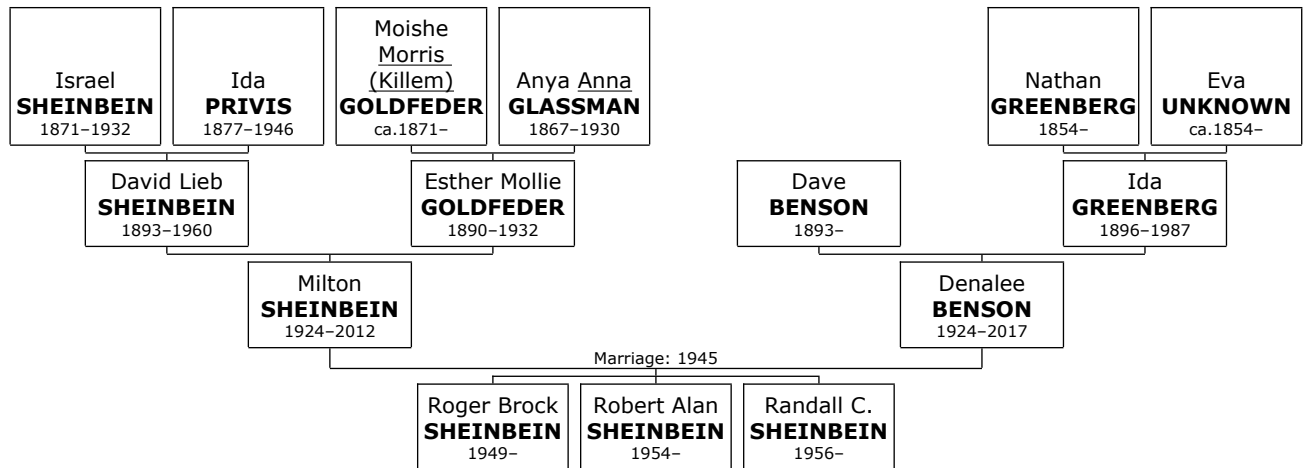 Israel
SHEINBEIN
1871–1932
Ida
PRIVIS
1877–1946
Moishe
Morris
(Killem)
GOLDFEDER
ca.1871–
Anya Anna
GLASSMAN
1867–1930
Nathan
GREENBERG
1854–
Eva
UNKNOWN
ca.1854–
David Lieb
SHEINBEIN
1893–1960
Esther Mollie
GOLDFEDER
1890–1932
Dave
BENSON
1893–
Ida
GREENBERG
1896–1987
Milton
SHEINBEIN
1924–2012
Denalee
BENSON
1924–2017
Marriage: 1945
Roger Brock
SHEINBEIN
1949–
Robert Alan
SHEINBEIN
1954–
Randall C.
SHEINBEIN
1956–